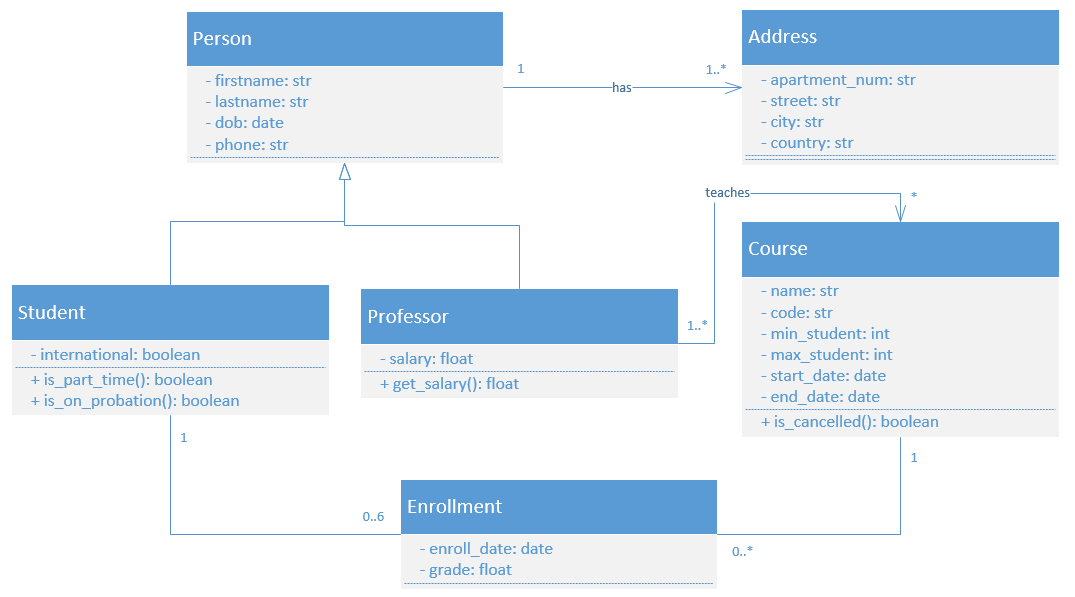 Person
- firstname: str
- lastname: str
- dob: date
- phone: str
1
has
1..*
Address
- apartment_num: str
- street: str
- city: str
- country: str
teaches
*
Student
- international: boolean
+ is_part_time(): boolean
+ is_on_probation(): boolean
1
Professor
- salary: float
+ get_salary(): float
1..*
Course
- name: str
- code: str
- min_student: int
- max_student: int
- start_date: date
- end_date: date
+ is_cancelled(): boolean
1
0..6
Enrollment
- enroll_date: date
- grade: float
0..*